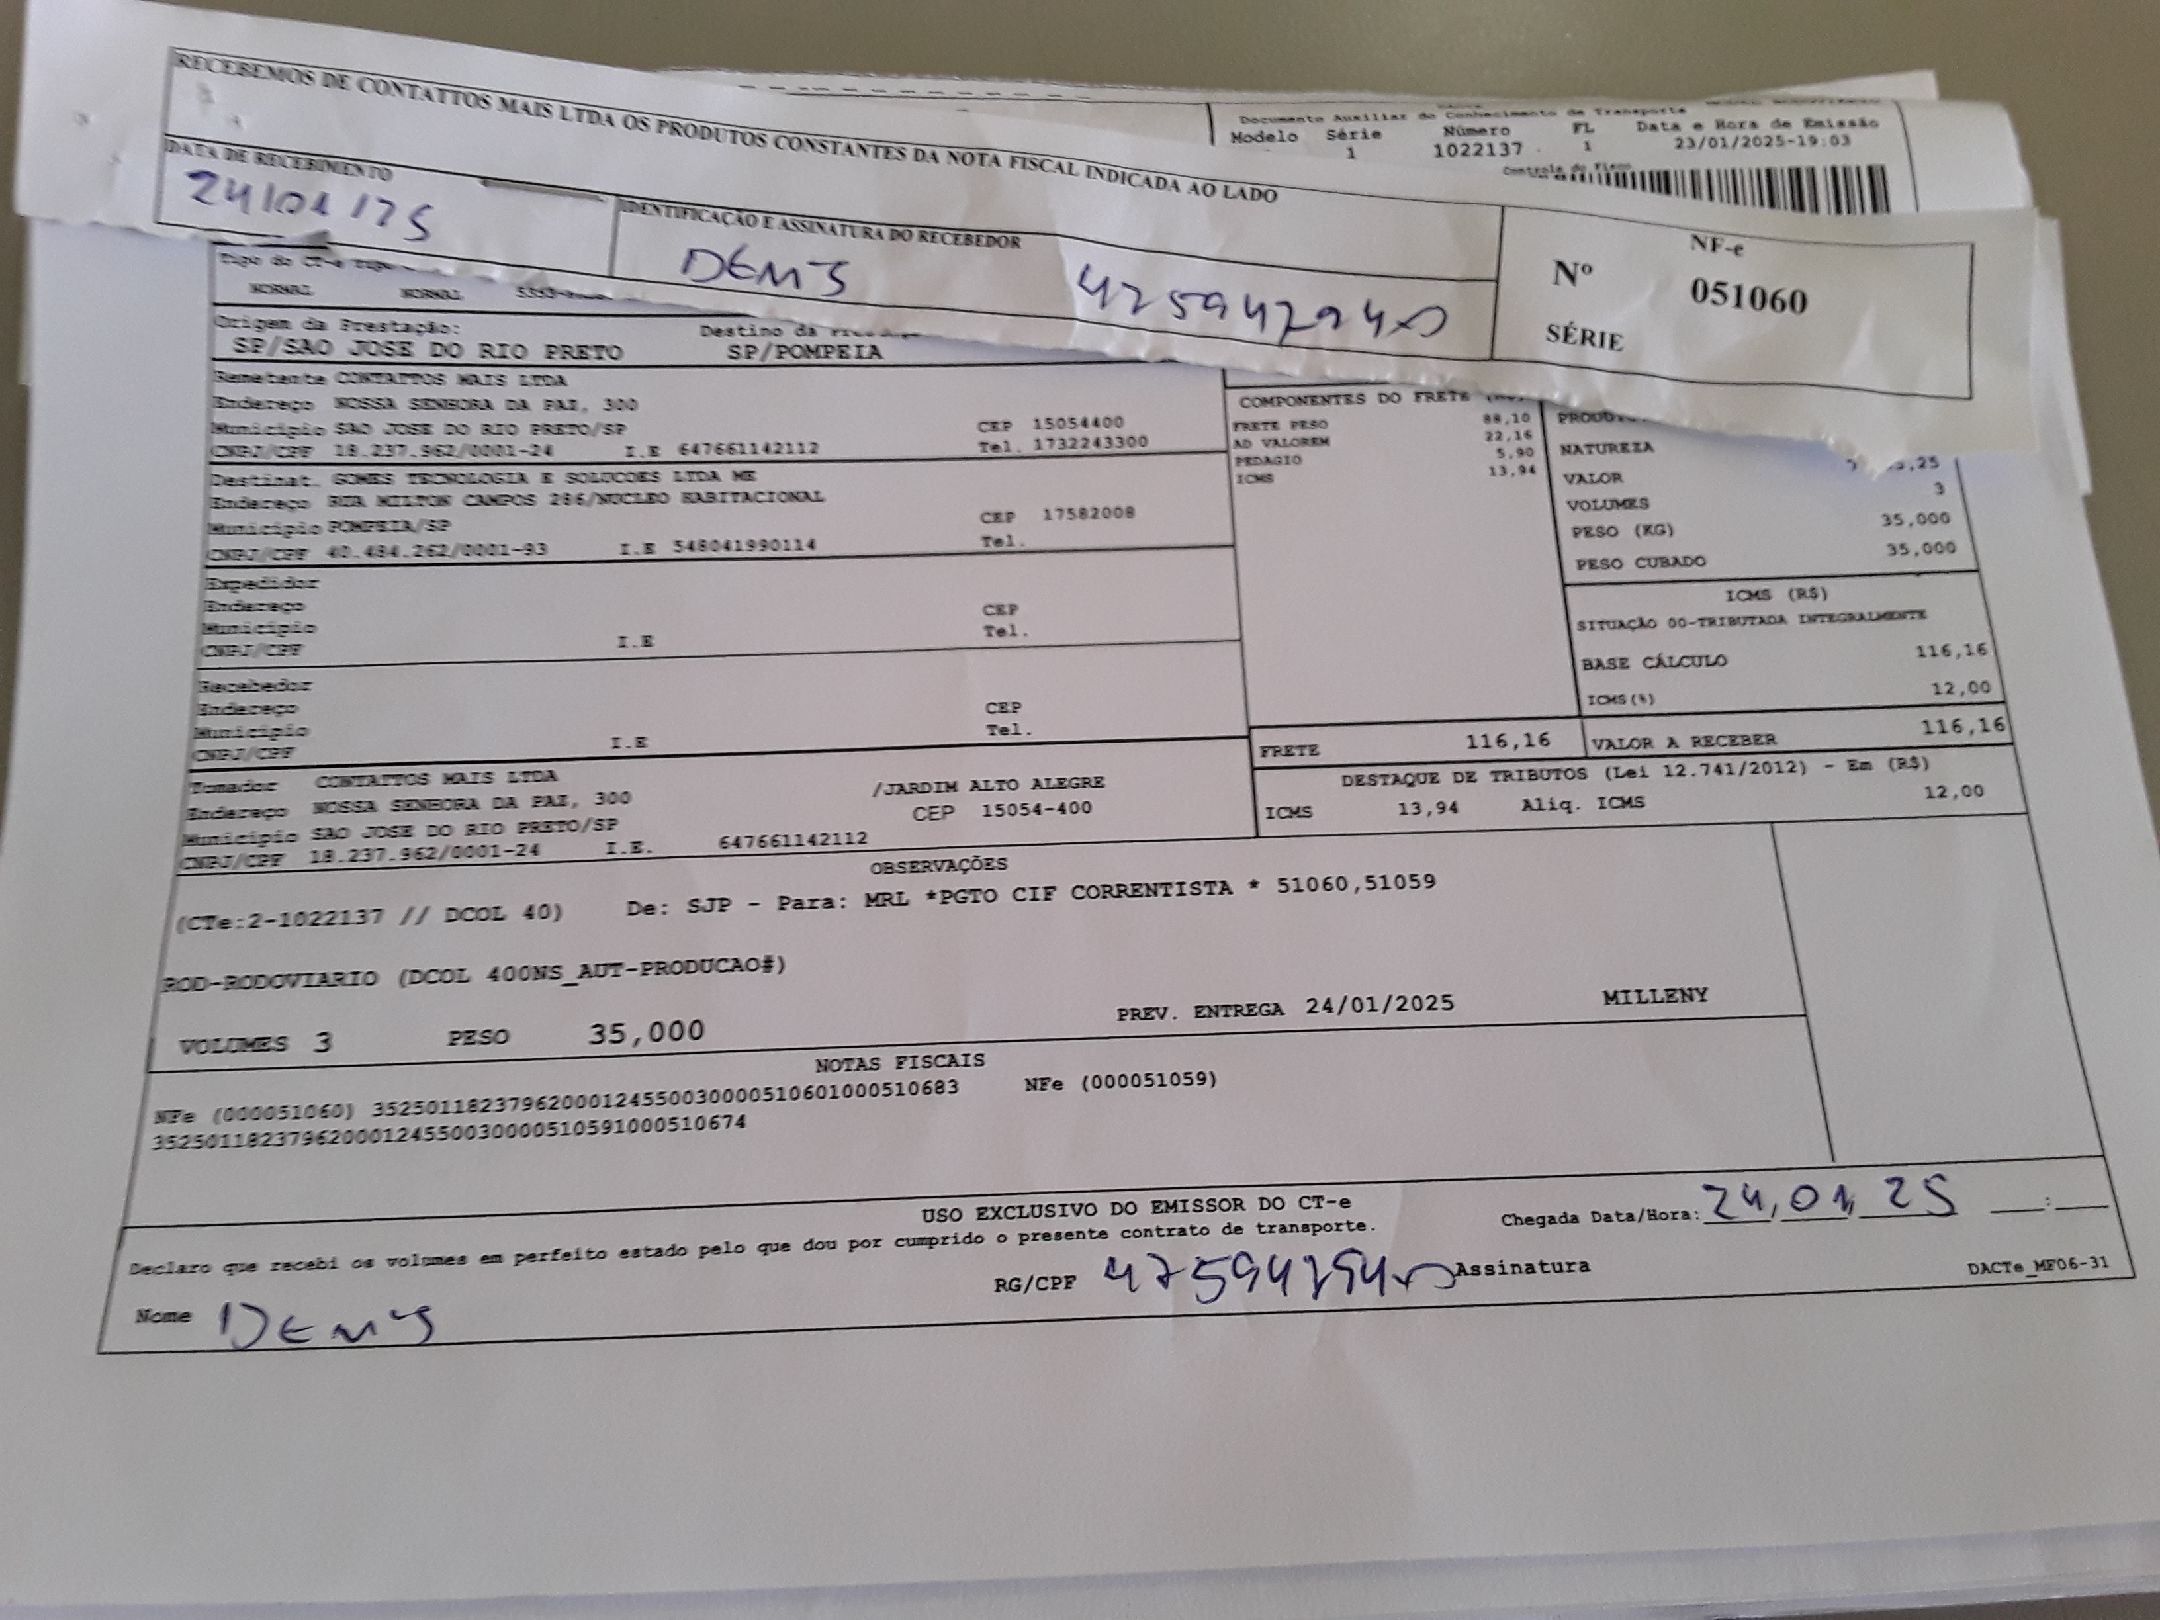 RECEBEMOS DE CONTATTOS MAIS LTDA OS PRODUTOS CONSTANTES DA NOTA FISCAL INDICADA AO LADO
DATA DE RECEBIMENTO
24/01/25
IDENTIFICAÇÃO E ASSINATURA DO RECEBEDOR
NF-e
Nº 051060
SÉRIE
Documento Auxiliar do Conhecimento de Transporte
Modelo Série Número FL Data e Hora de Emissão
1 1022137 1 23/01/2025-19:03
Controle do Fisco
Tipo do CT-e
NORMAL NORMAL
Origem da Prestação: Destino da
SP/SAO JOSE DO RIO PRETO SP/POMPEIA
Remetente CONTATTOS MAIS LTDA
Endereço NOSSA SENHORA DA PAZ, 300
Município SAO JOSE DO RIO PRETO/SP CEP 15054400
CNPJ/CPF 18.237.962/0001-24 I.E 647661142112 Tel. 1732243300
Destinat. GOMES TECNOLOGIA E SOLUCOES LTDA ME
Endereço RUA MILTON CAMPOS 286/NUCLEO HABITACIONAL
Município POMPEIA/SP CEP 17582008
CNPJ/CPF 40.484.262/0001-93 I.E 548041990114 Tel.
Expedidor
Endereço CEP
Município Tel.
CNPJ/CPF I.E
Recebedor
Endereço CEP
Município Tel.
CNPJ/CPF I.E
Tomador CONTATTOS MAIS LTDA
Endereço NOSSA SENHORA DA PAZ, 300 /JARDIM ALTO ALEGRE
Município SAO JOSE DO RIO PRETO/SP CEP 15054-400
CNPJ/CPF 18.237.962/0001-24 I.E. 647661142112
COMPONENTES DO FRETE
FRETE PESO 88,10
AD VALOREM 22,16
PEDAGIO 5,90
ICMS 13,94
NATUREZA
VALOR
VOLUMES 3
PESO (KG) 35,000
PESO CUBADO 35,000
ICMS (R$)
SITUAÇÃO 00-TRIBUTADA INTEGRALMENTE
BASE CÁLCULO 116,16
ICMS(%) 12,00
FRETE 116,16 VALOR A RECEBER 116,16
DESTAQUE DE TRIBUTOS (Lei 12.741/2012) - Em (R$)
ICMS 13,94 Aliq. ICMS 12,00
OBSERVAÇÕES
(CTe:2-1022137 // DCOL 40) De: SJP - Para: MRL *PGTO CIF CORRENTISTA * 51060,51059
ROD-RODOVIARIO (DCOL 400NS_AUT-PRODUCAO#)
VOLUMES 3 PESO 35,000 PREV. ENTREGA 24/01/2025 MILLENY
NOTAS FISCAIS
NFe (000051060) 35250118237962000124550030000510601000510683 NFe (000051059)
35250118237962000124550030000510591000510674
USO EXCLUSIVO DO EMISSOR DO CT-e
Declaro que recebi os volumes em perfeito estado pelo que dou por cumprido o presente contrato de transporte.
Chegada Data/Hora: 24,01,25 :
Nome
RG/CPF
Assinatura
DACTe_MF06-31